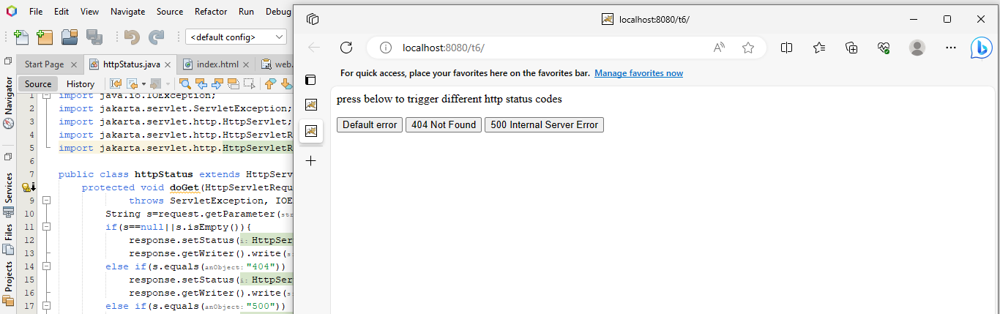 File Edit View Navigate Source Refactor Run Debug
<default config>
Start Page httpStatus.java index.html web.
Source History
Navigator
Services
Files
Projects
1 import java.io.IOException;
2 import jakarta.servlet.ServletException;
3 import jakarta.servlet.http.HttpServlet;
4 import jakarta.servlet.http.HttpServletR
5 import jakarta.servlet.http.HttpServletR
6
7 public class httpStatus extends HttpServ
protected void doGet(HttpServletRequ
9 throws ServletException, IOE
10 String s=request.getParameter(str
11 if(s==null||s.isEmpty()){
12 response.setStatus(i: HttpSer
13 response.getWriter().write(s
14 else if(s.equals(anObject: "404"))
15 response.setStatus(i: HttpSer
16 response.getWriter().write(s
17 else if(s.equals(anObject: "500"))
localhost:8080/t6/
localhost:8080/t6/
For quick access, place your favorites here on the favorites bar. Manage favorites now
press below to trigger different http status codes
Default error 404 Not Found 500 Internal Server Error